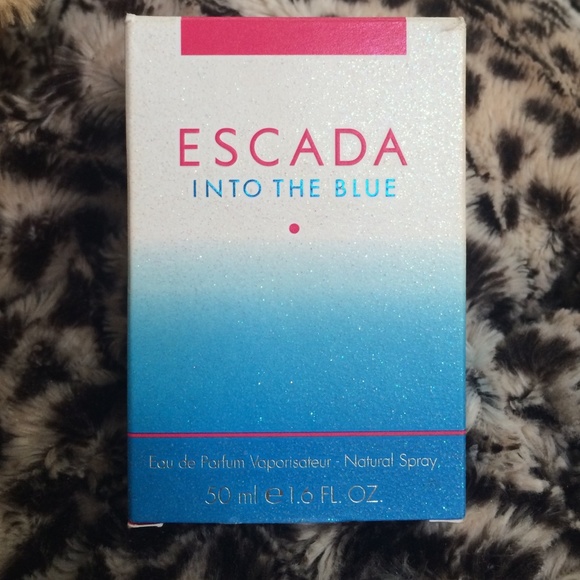 ESCADA
INTO THE BLUE
Eau de Parfum Vaporisateur - Natural Spray,
50 ml ℮ 1.6 FL. OZ.